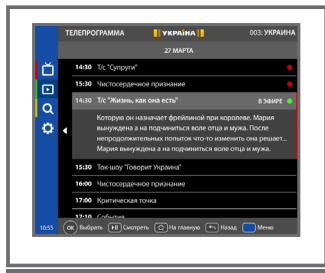 ТЕЛЕПРОГРАММА УКРАЇНА 003: УКРАИНА
27 МАРТА
14:30 Т/с "Супруги"
15:30 Чистосердечное признание
14:30 Т/с "Жизнь, как она есть" В ЭФИРЕ
Которую он назначает фрейлиной при королеве. Мария
вынуждена а на подчиниться воле отца и мужа. После
непродолжительных попыток что-то изменить она решает...
Мария вынуждена а на подчиниться воле отца и мужа.
15:30 Ток-шоу "Говорит Украина"
16:00 Чистосердечное признание
17:00 Критическая точка
17:10 События
10:53 OK Выбрать Смотреть На главную Назад Меню